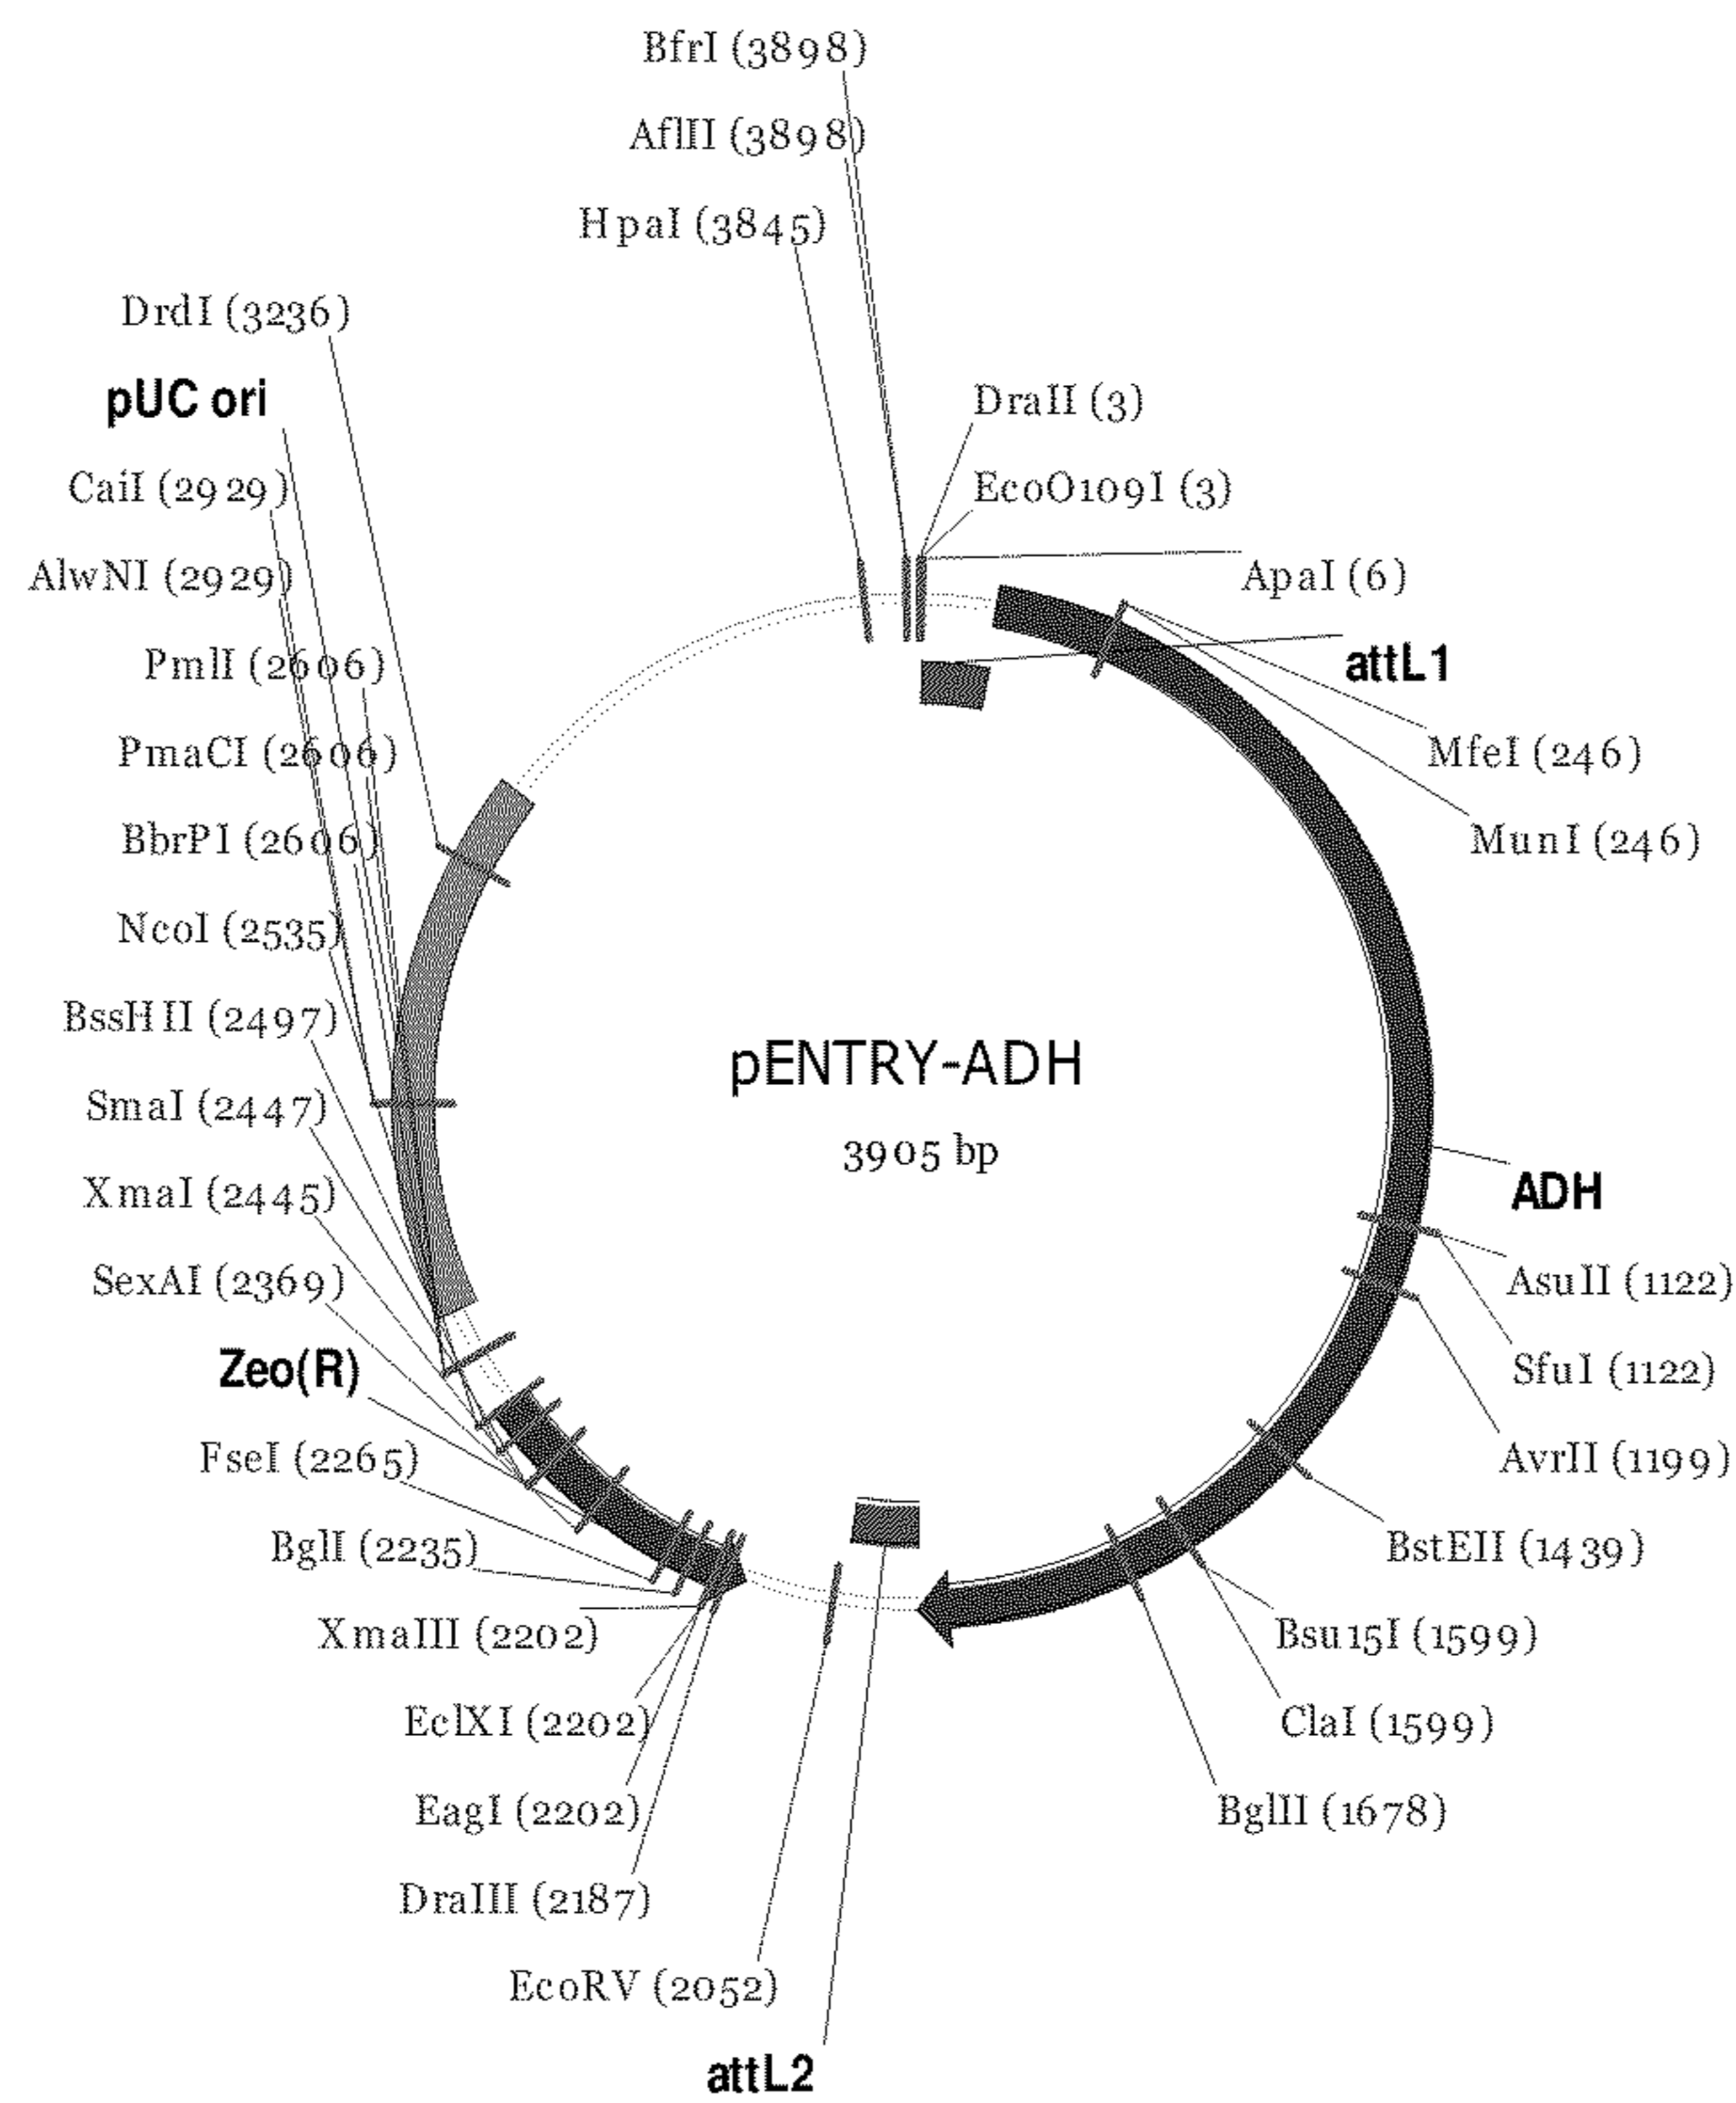 BfrI (3898)
AflII (3898)
HpaI (3845)
DrdI (3236)
pUC ori
CaiI (2929)
AlwNI (2929)
PmlI (2606)
PmaCI (2606)
BbrPI (2606)
NcoI (2535)
BssHII (2497)
SmaI (2447)
XmaI (2445)
SexAI (2369)
Zeo(R)
FseI (2265)
BglI (2235)
XmaIII (2202)
EclXI (2202)
EagI (2202)
DraIII (2187)
EcoRV (2052)
attL2
DraII (3)
EcoO109I (3)
ApaI (6)
attL1
MfeI (246)
MunI (246)
pENTRY-ADH
3905 bp
ADH
AsuII (1122)
SfuI (1122)
AvrII (1199)
BstEII (1439)
Bsu15I (1599)
ClaI (1599)
BglII (1678)